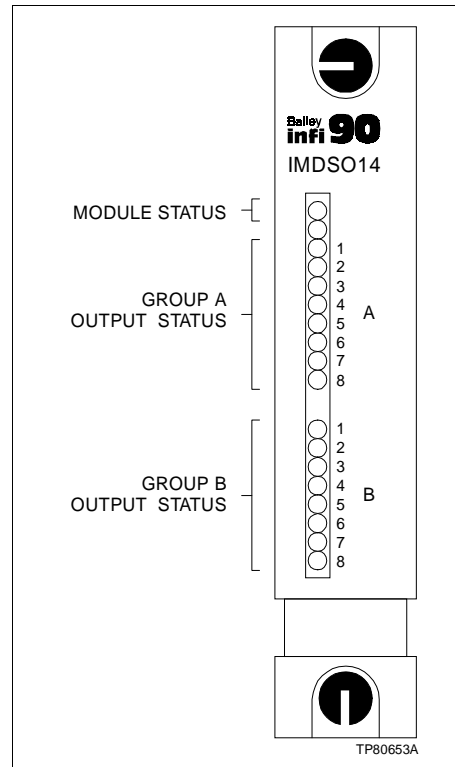 Bailey
infi 90
IMDSO14
MODULE STATUS
GROUP A
OUTPUT STATUS
1
2
3
4
5
6
7
8
A
GROUP B
OUTPUT STATUS
1
2
3
4
5
6
7
8
B
TP80653A